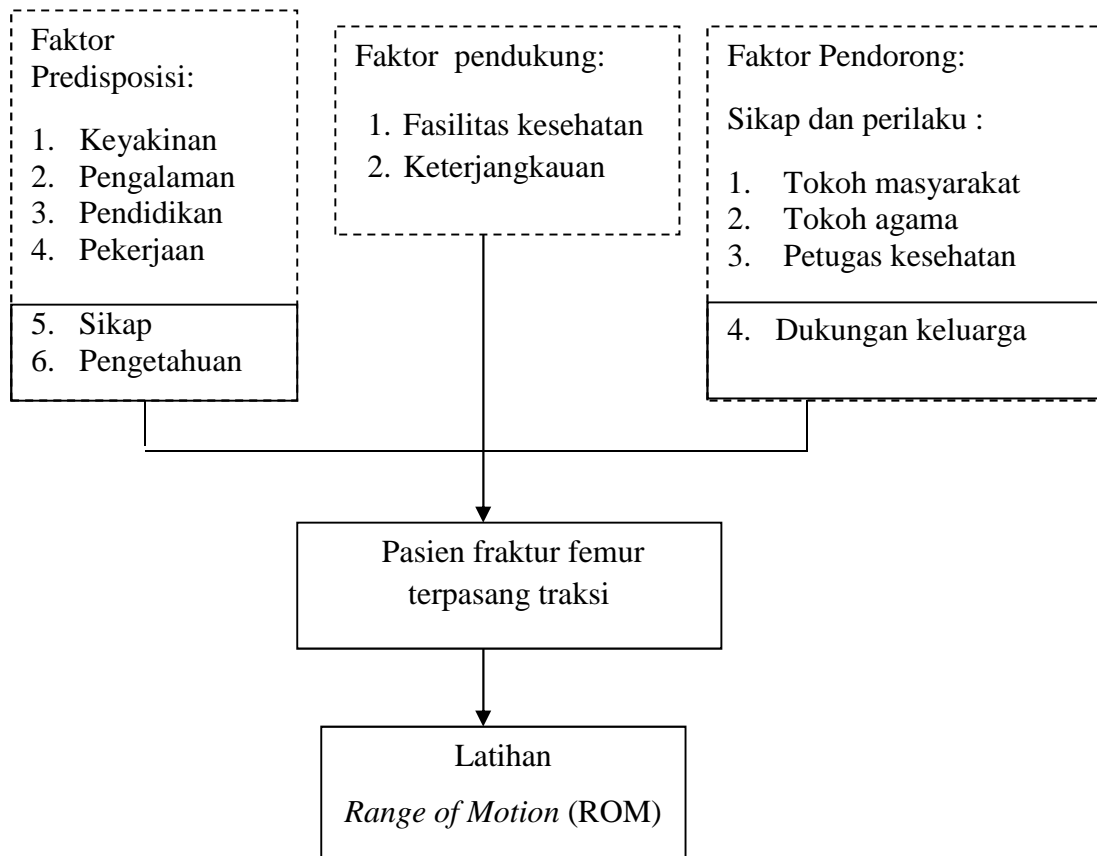 Faktor
Predisposisi:
1. Keyakinan
2. Pengalaman
3. Pendidikan
4. Pekerjaan
5. Sikap
6. Pengetahuan
Faktor pendukung:
1. Fasilitas kesehatan
2. Keterjangkauan
Faktor Pendorong:
Sikap dan perilaku :
1. Tokoh masyarakat
2. Tokoh agama
3. Petugas kesehatan
4. Dukungan keluarga
Pasien fraktur femur
terpasang traksi
Latihan
Range of Motion (ROM)